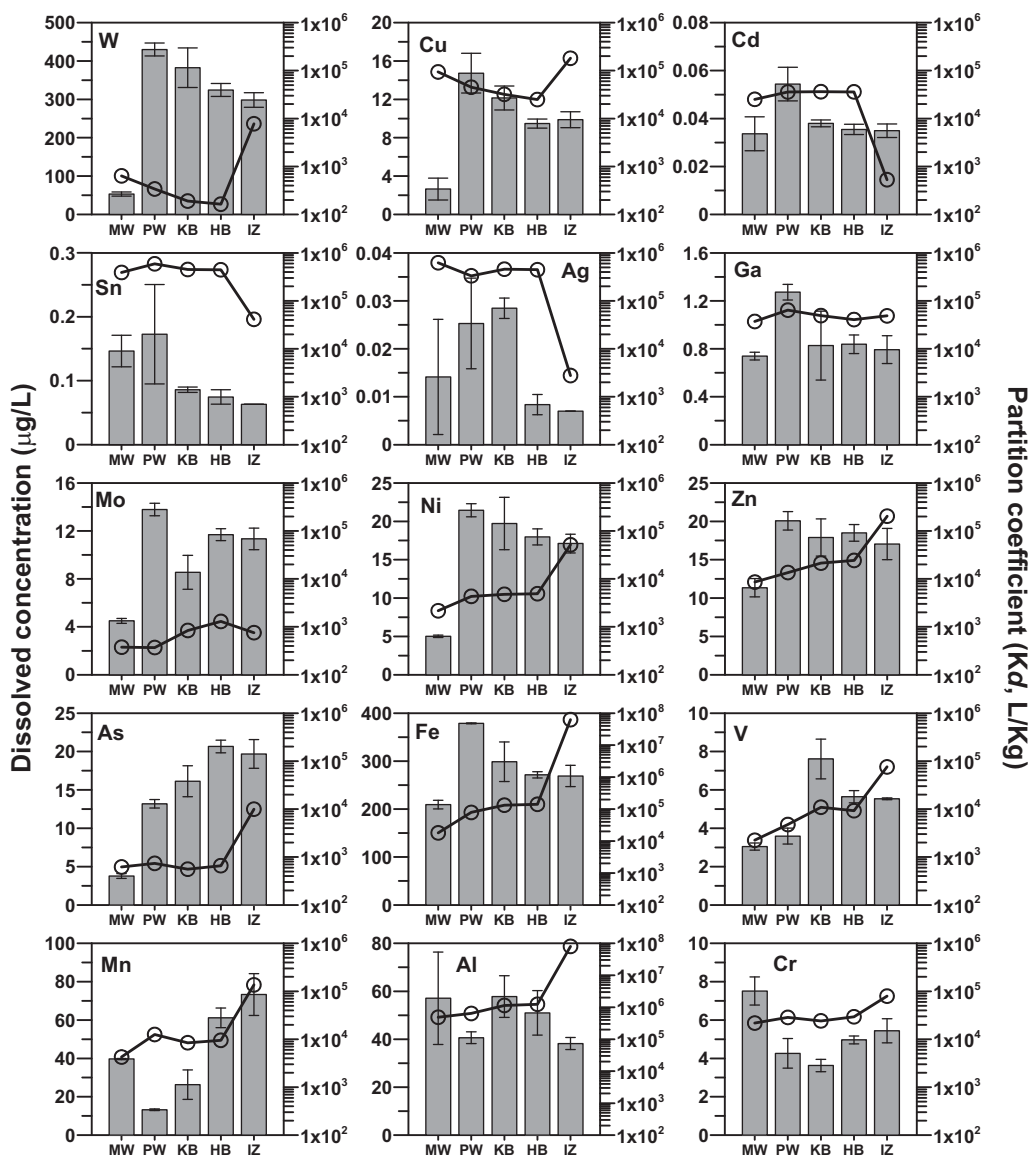 Dissolved concentration (µg/L)
W
500 400 300 200 100 0
1x10⁶ 1x10⁵ 1x10⁴ 1x10³ 1x10²
MW PW KB HB IZ
Cu
20 16 12 8 4 0
1x10⁶ 1x10⁵ 1x10⁴ 1x10³ 1x10²
MW PW KB HB IZ
Cd
0.08 0.06 0.04 0.02 0
1x10⁶ 1x10⁵ 1x10⁴ 1x10³ 1x10²
MW PW KB HB IZ
Sn
0.3 0.2 0.1 0
1x10⁶ 1x10⁵ 1x10⁴ 1x10³ 1x10²
MW PW KB HB IZ
Ag
0.04 0.03 0.02 0.01 0
1x10⁶ 1x10⁵ 1x10⁴ 1x10³ 1x10²
MW PW KB HB IZ
Ga
1.6 1.2 0.8 0.4 0
1x10⁶ 1x10⁵ 1x10⁴ 1x10³ 1x10²
MW PW KB HB IZ
Mo
16 12 8 4 0
1x10⁶ 1x10⁵ 1x10⁴ 1x10³ 1x10²
MW PW KB HB IZ
Ni
25 20 15 10 5 0
1x10⁶ 1x10⁵ 1x10⁴ 1x10³ 1x10²
MW PW KB HB IZ
Zn
25 20 15 10 5 0
1x10⁶ 1x10⁵ 1x10⁴ 1x10³ 1x10²
MW PW KB HB IZ
As
25 20 15 10 5 0
1x10⁶ 1x10⁵ 1x10⁴ 1x10³ 1x10²
MW PW KB HB IZ
Fe
400 300 200 100 0
1x10⁸ 1x10⁷ 1x10⁶ 1x10⁵ 1x10⁴ 1x10³ 1x10²
MW PW KB HB IZ
V
10 8 6 4 2 0
1x10⁶ 1x10⁵ 1x10⁴ 1x10³ 1x10²
MW PW KB HB IZ
Mn
100 80 60 40 20 0
1x10⁶ 1x10⁵ 1x10⁴ 1x10³ 1x10²
MW PW KB HB IZ
Al
80 60 40 20 0
1x10⁸ 1x10⁷ 1x10⁶ 1x10⁵ 1x10⁴ 1x10³ 1x10²
MW PW KB HB IZ
Cr
10 8 6 4 2 0
1x10⁶ 1x10⁵ 1x10⁴ 1x10³ 1x10²
MW PW KB HB IZ
Partition coefficient (Kd, L/Kg)